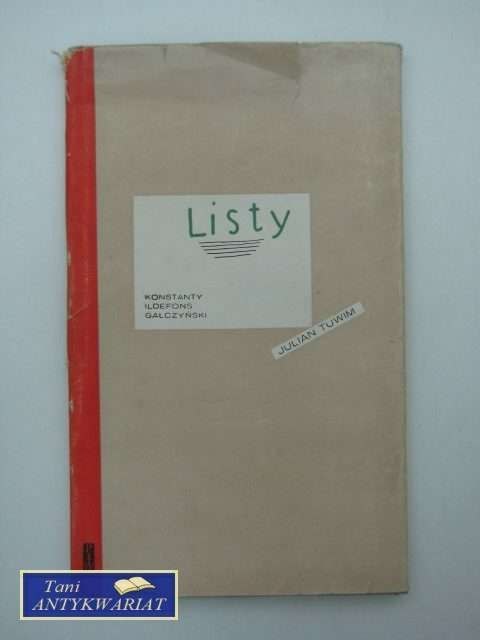 Listy
KONSTANTY
ILDEFONS
GAŁCZYŃSKI
JULIAN TUWIM
Tani
ANTYKWARIAT